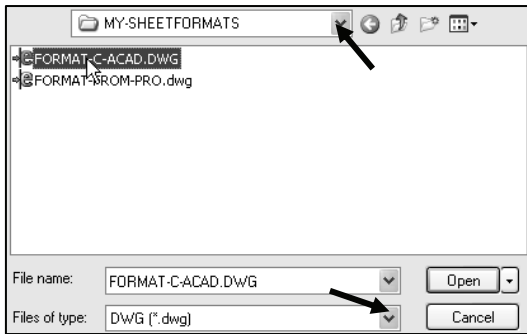 MY-SHEETFORMATS
FORMAT-C-ACAD.DWG
FORMAT-FROM-PRO.dwg
File name: FORMAT-C-ACAD.DWG Open
Files of type: DWG (*.dwg) Cancel